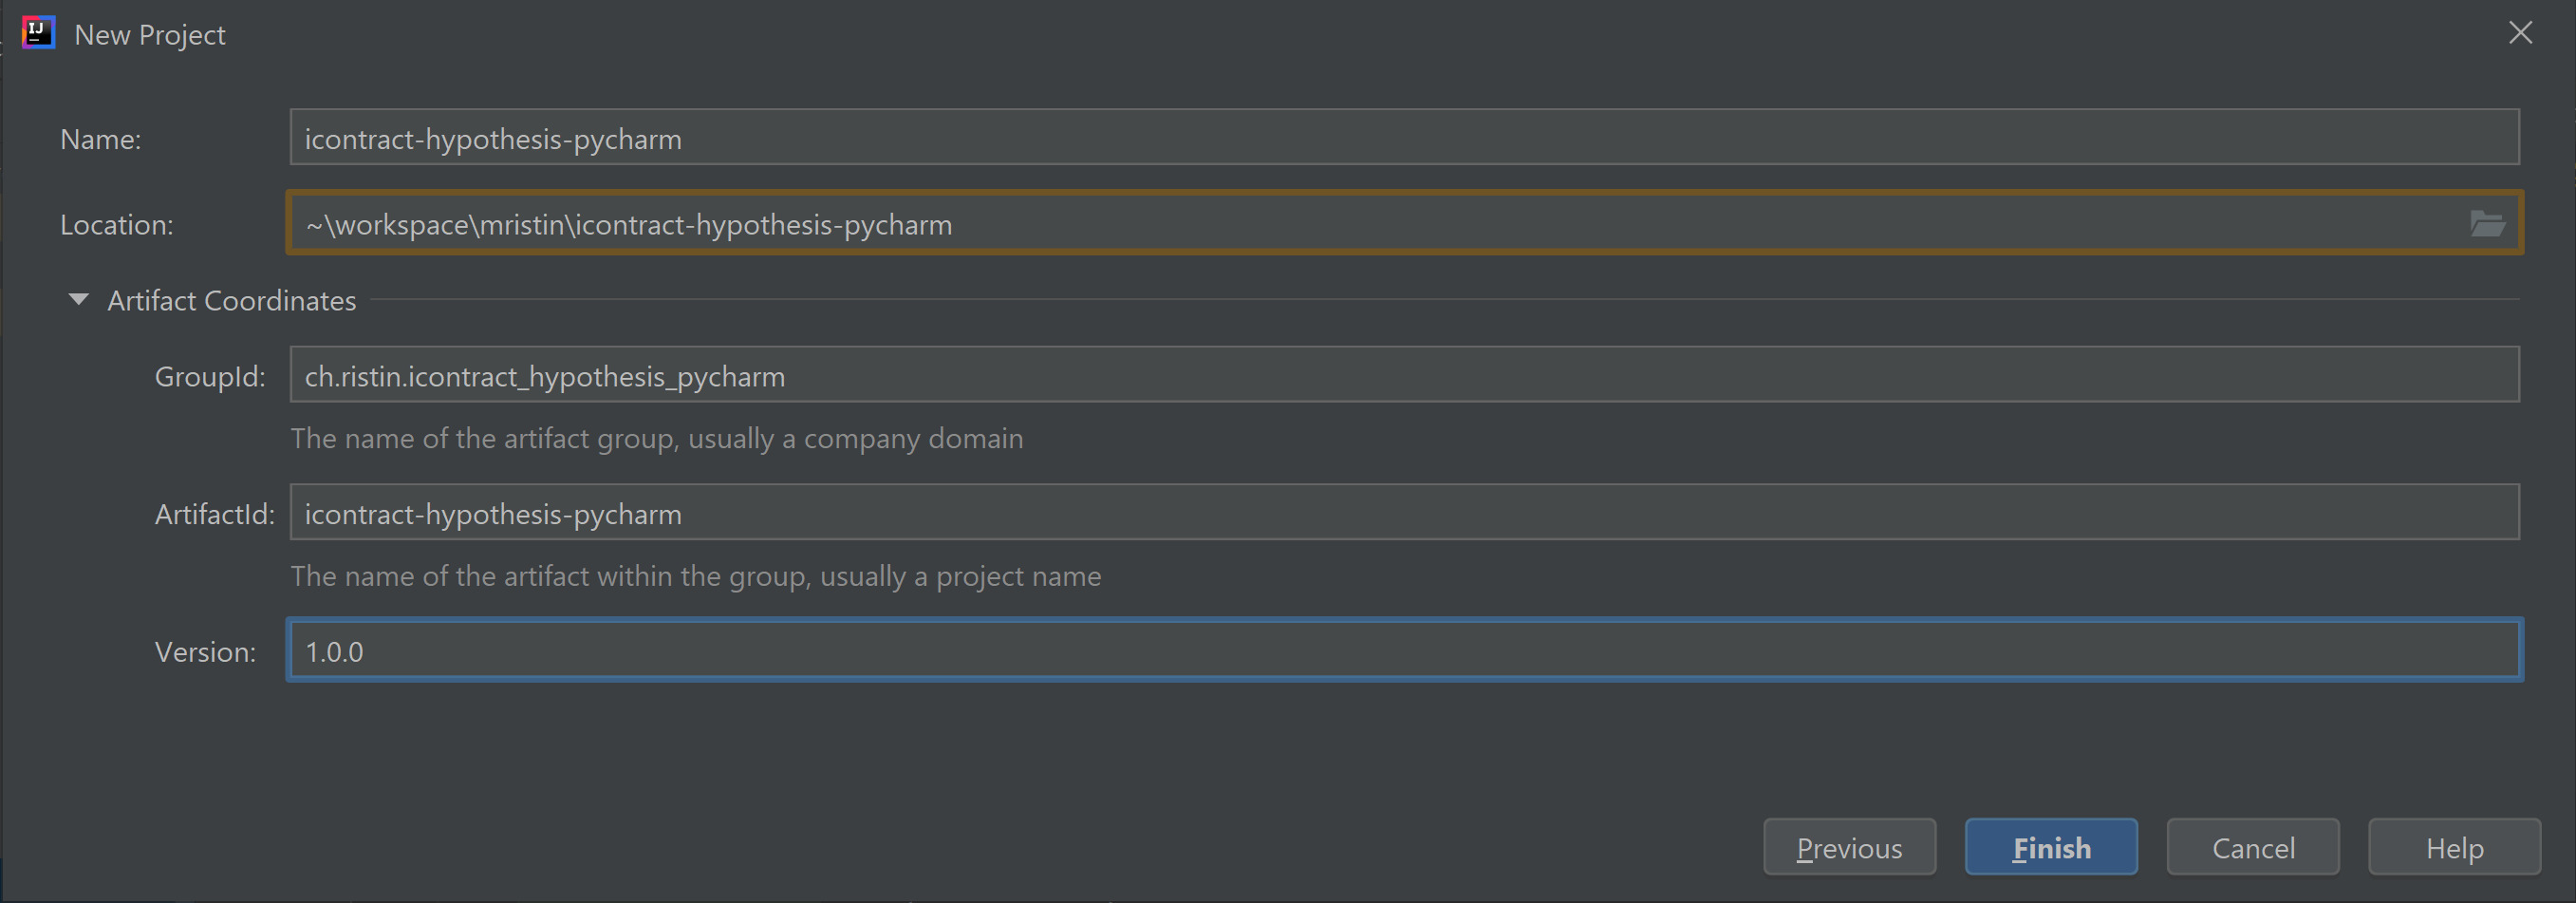 IJ New Project
Name: icontract-hypothesis-pycharm
Location: ~\workspace\mristin\icontract-hypothesis-pycharm
Artifact Coordinates
GroupId: ch.ristin.icontract_hypothesis_pycharm
The name of the artifact group, usually a company domain
ArtifactId: icontract-hypothesis-pycharm
The name of the artifact within the group, usually a project name
Version: 1.0.0
Previous Finish Cancel Help